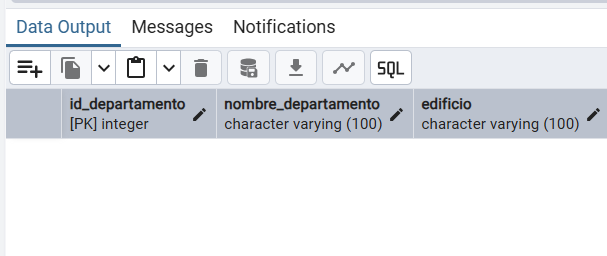 Data Output Messages Notifications
SQL
id_departamento nombre_departamento edificio
[PK] integer character varying (100) character varying (100)